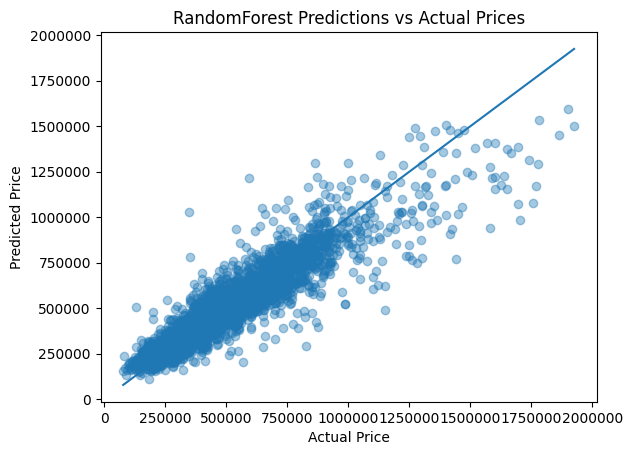 RandomForest Predictions vs Actual Prices
2000000
1750000
1500000
1250000
1000000
750000
500000
250000
0
Predicted Price
0 250000 500000 750000 1000000 1250000 1500000 1750000 2000000
Actual Price